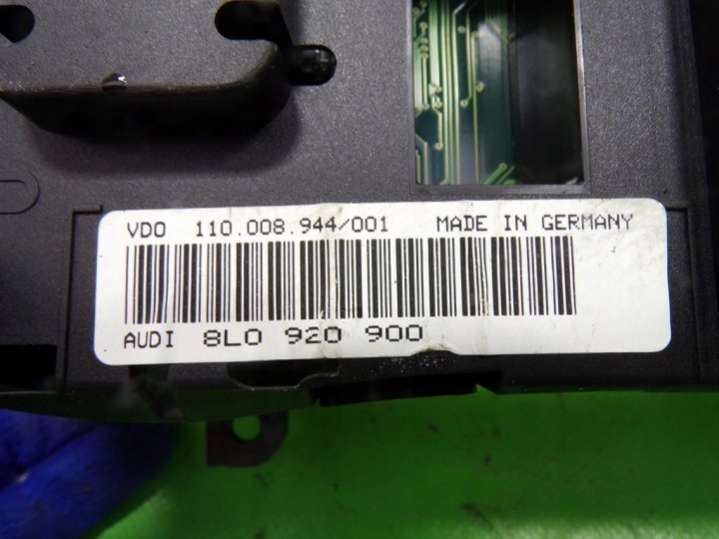 VDO 110.008.944/001 MADE IN GERMANY
AUDI 8L0 920 900